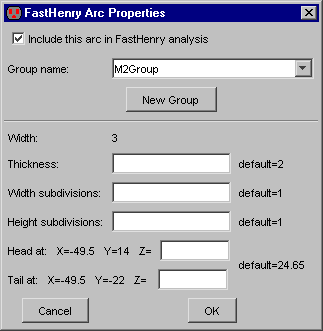 FastHenry Arc Properties
Include this arc in FastHenry analysis
Group name: M2Group
New Group
Width: 3
Thickness: default=2
Width subdivisions: default=1
Height subdivisions: default=1
Head at: X=-49.5 Y=14 Z=
default=24.65
Tail at: X=-49.5 Y=-22 Z=
Cancel OK